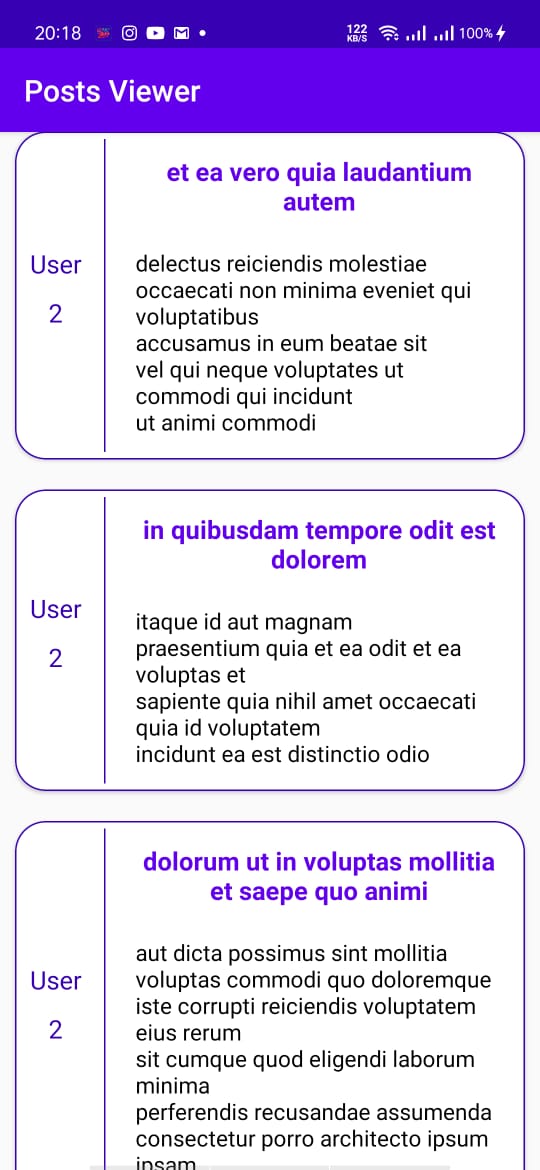 20:18
122
KB/S
100%
Posts Viewer
et ea vero quia laudantium
autem
User
2
delectus reiciendis molestiae
occaecati non minima eveniet qui
voluptatibus
accusamus in eum beatae sit
vel qui neque voluptates ut
commodi qui incidunt
ut animi commodi
in quibusdam tempore odit est
dolorem
User
2
itaque id aut magnam
praesentium quia et ea odit et ea
voluptas et
sapiente quia nihil amet occaecati
quia id voluptatem
incidunt ea est distinctio odio
dolorum ut in voluptas mollitia
et saepe quo animi
User
2
aut dicta possimus sint mollitia
voluptas commodi quo doloremque
iste corrupti reiciendis voluptatem
eius rerum
sit cumque quod eligendi laborum
minima
perferendis recusandae assumenda
consectetur porro architecto ipsum
ipsam